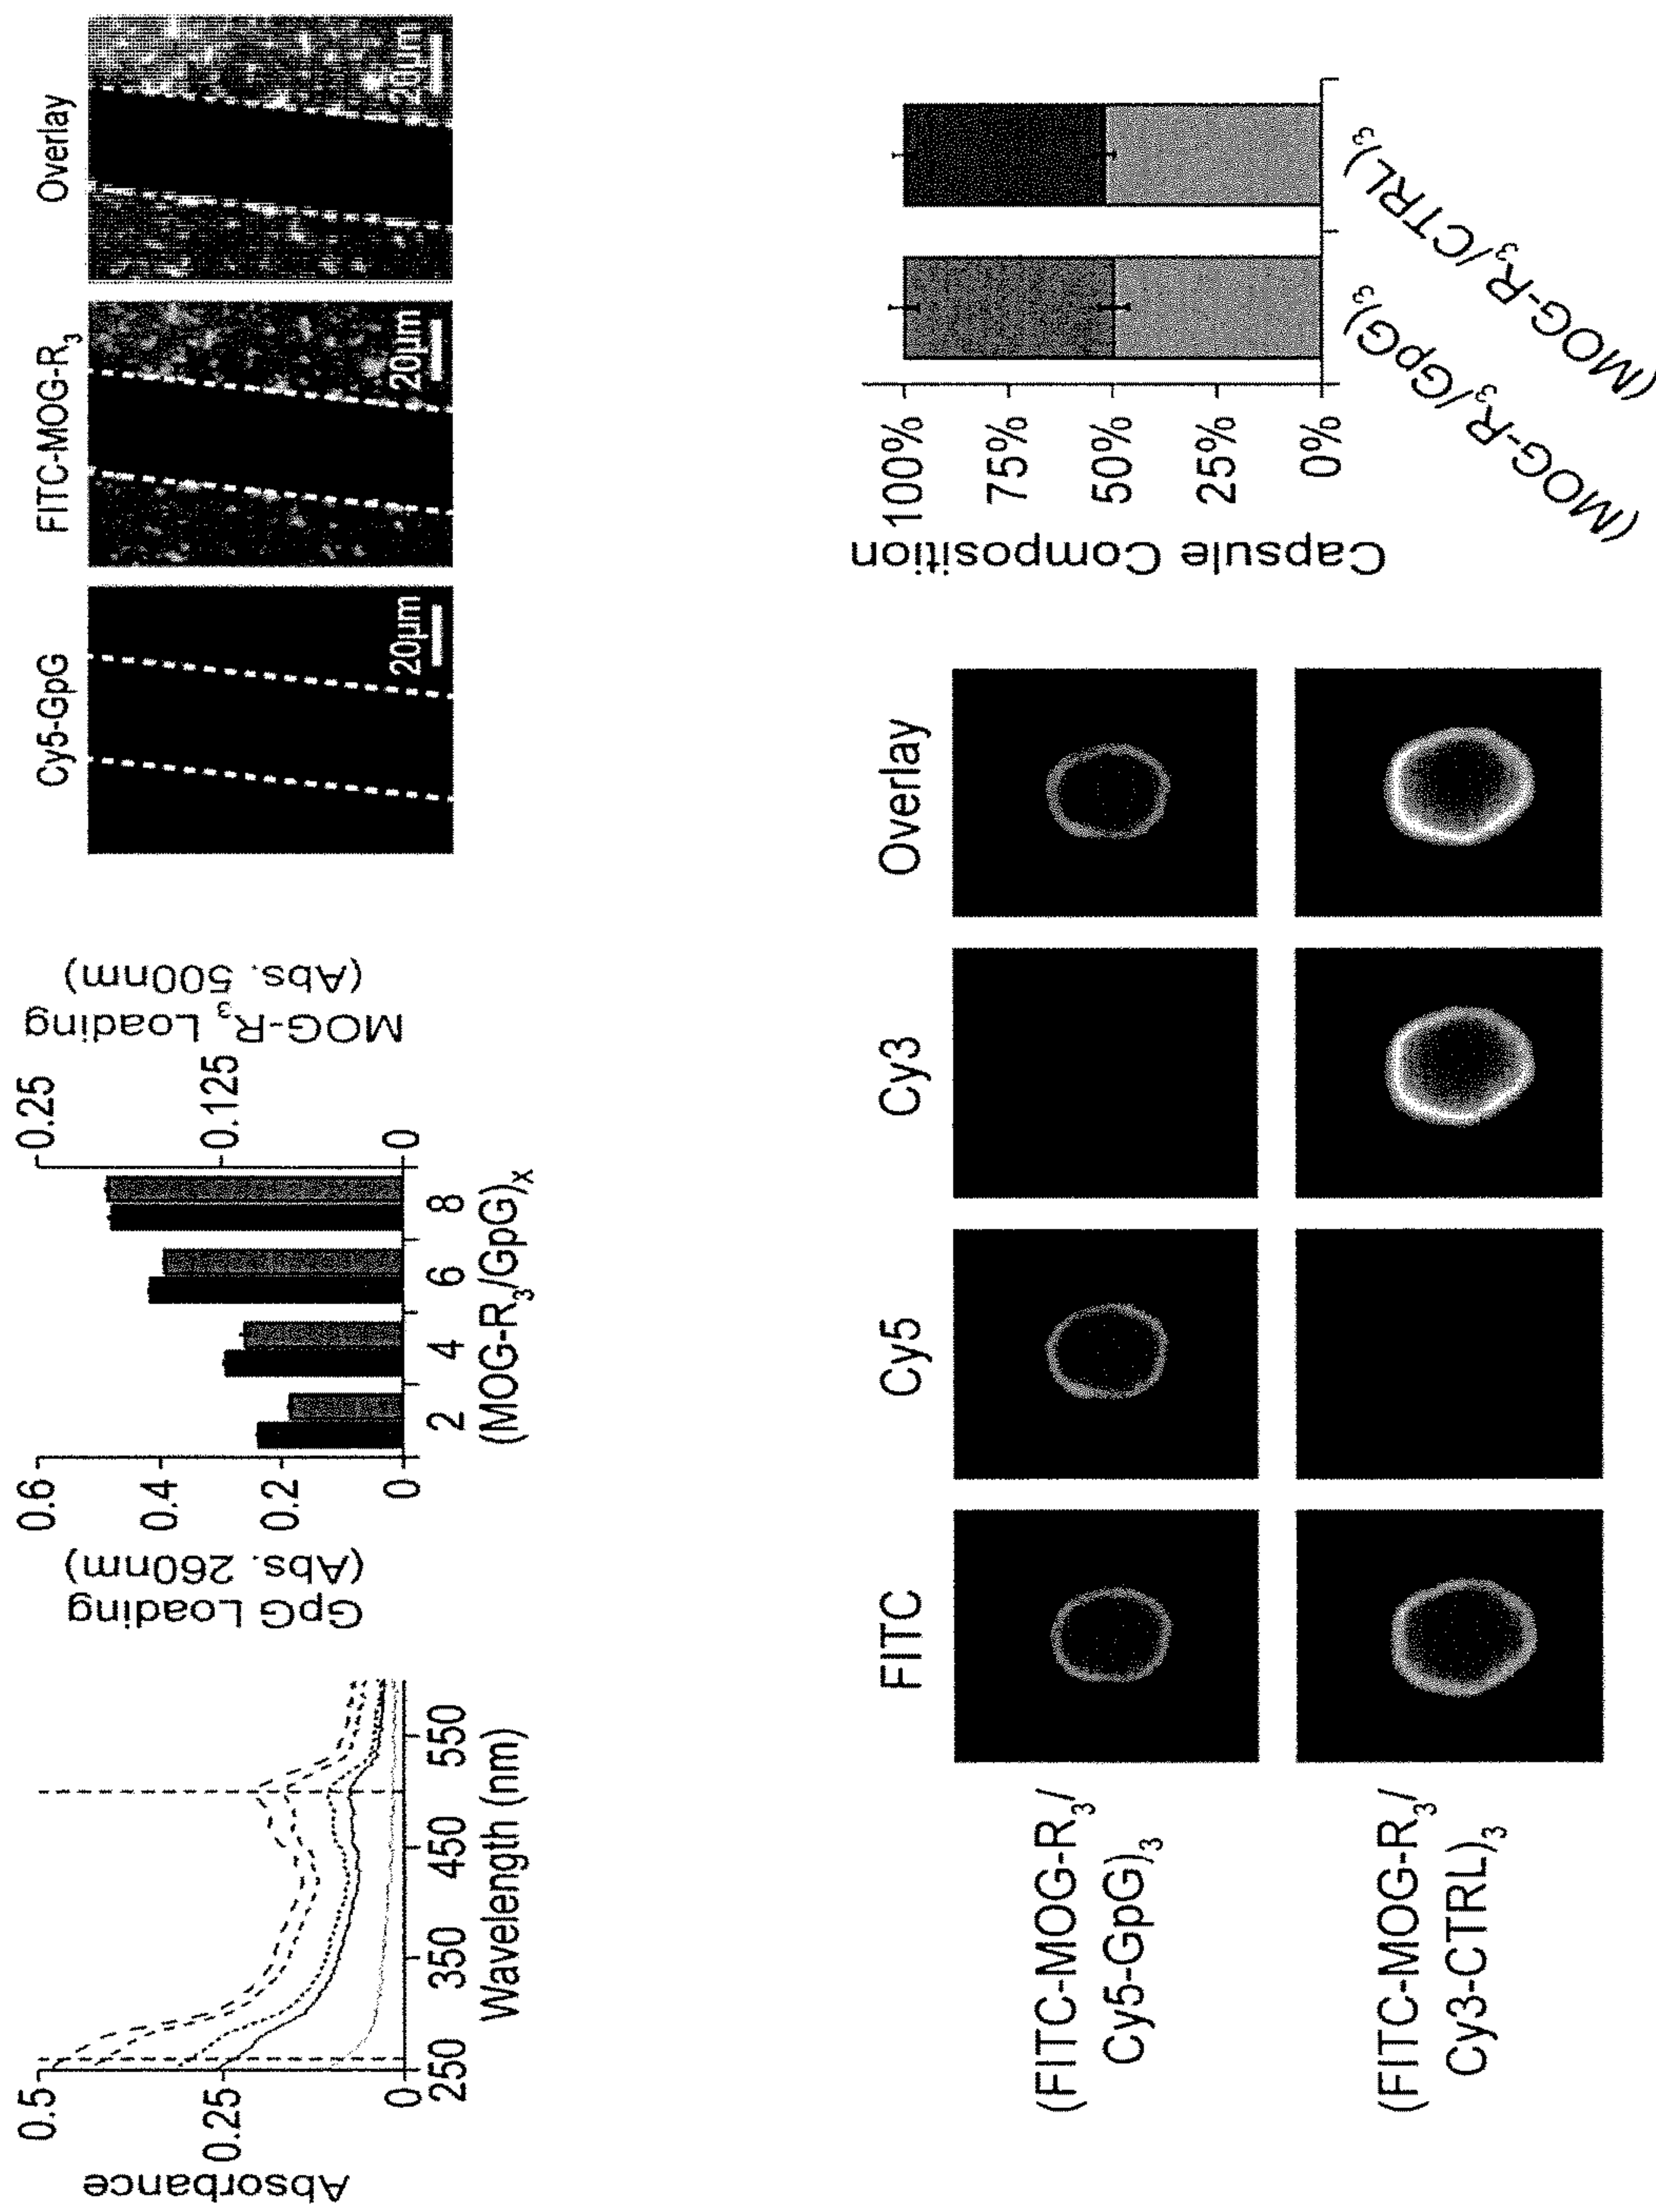 Absorbance
0.5
0.25
0
250
350
450
550
Wavelength (nm)
GpG Loading
(Abs. 260nm)
0.6
0.4
0.2
0
2
4
6
8
(MOG-R3/GpG)x
0.25
0.125
0
MOG-R3 Loading
(Abs. 500nm)
Cy5-GpG
FITC-MOG-R3
Overlay
20µm
20µm
20µm
FITC
Cy5
Cy3
Overlay
(FITC-MOG-R3/
Cy5-GpG)3
(FITC-MOG-R3/
Cy3-CTRL)3
Capsule Composition
100%
75%
50%
25%
0%
(MOG-R3/GpG)3
(MOG-R3/CTRL)3